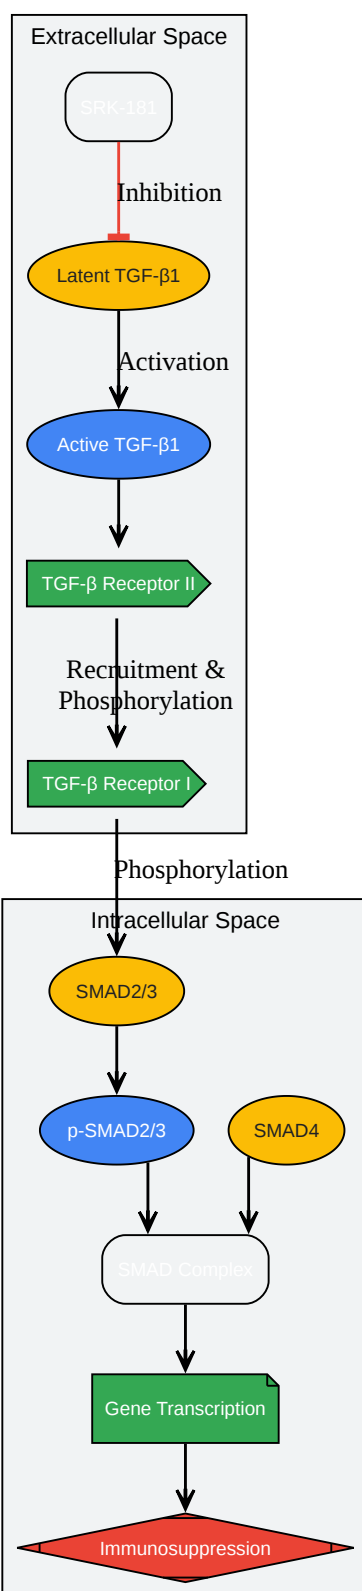 Extracellular Space
SRK-181
Inhibition
Latent TGF-β1
Activation
Active TGF-β1
TGF-β Receptor II
Recruitment &
Phosphorylation
TGF-β Receptor I
Phosphorylation
Intracellular Space
SMAD2/3
p-SMAD2/3
SMAD4
SMAD Complex
Gene Transcription
Immunosuppression